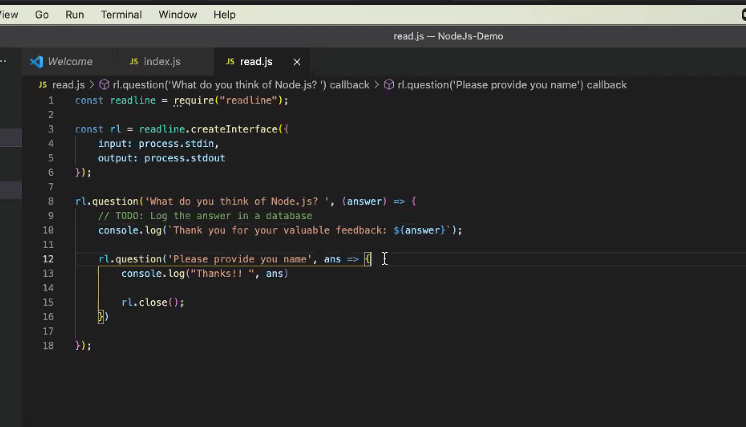 View Go Run Terminal Window Help
read.js — NodeJs-Demo
Welcome JS index.js JS read.js ×
JS read.js > rl.question('What do you think of Node.js? ') callback > rl.question('Please provide you name') callback
1 const readline = require("readline");
2
3 const rl = readline.createInterface({
4 input: process.stdin,
5 output: process.stdout
6 });
7
8 rl.question('What do you think of Node.js? ', (answer) => {
9 // TODO: Log the answer in a database
10 console.log(`Thank you for your valuable feedback: ${answer}`);
11
12 rl.question('Please provide you name', ans => {
13 console.log("Thanks!! ", ans)
14
15 rl.close();
16 })
17
18 });